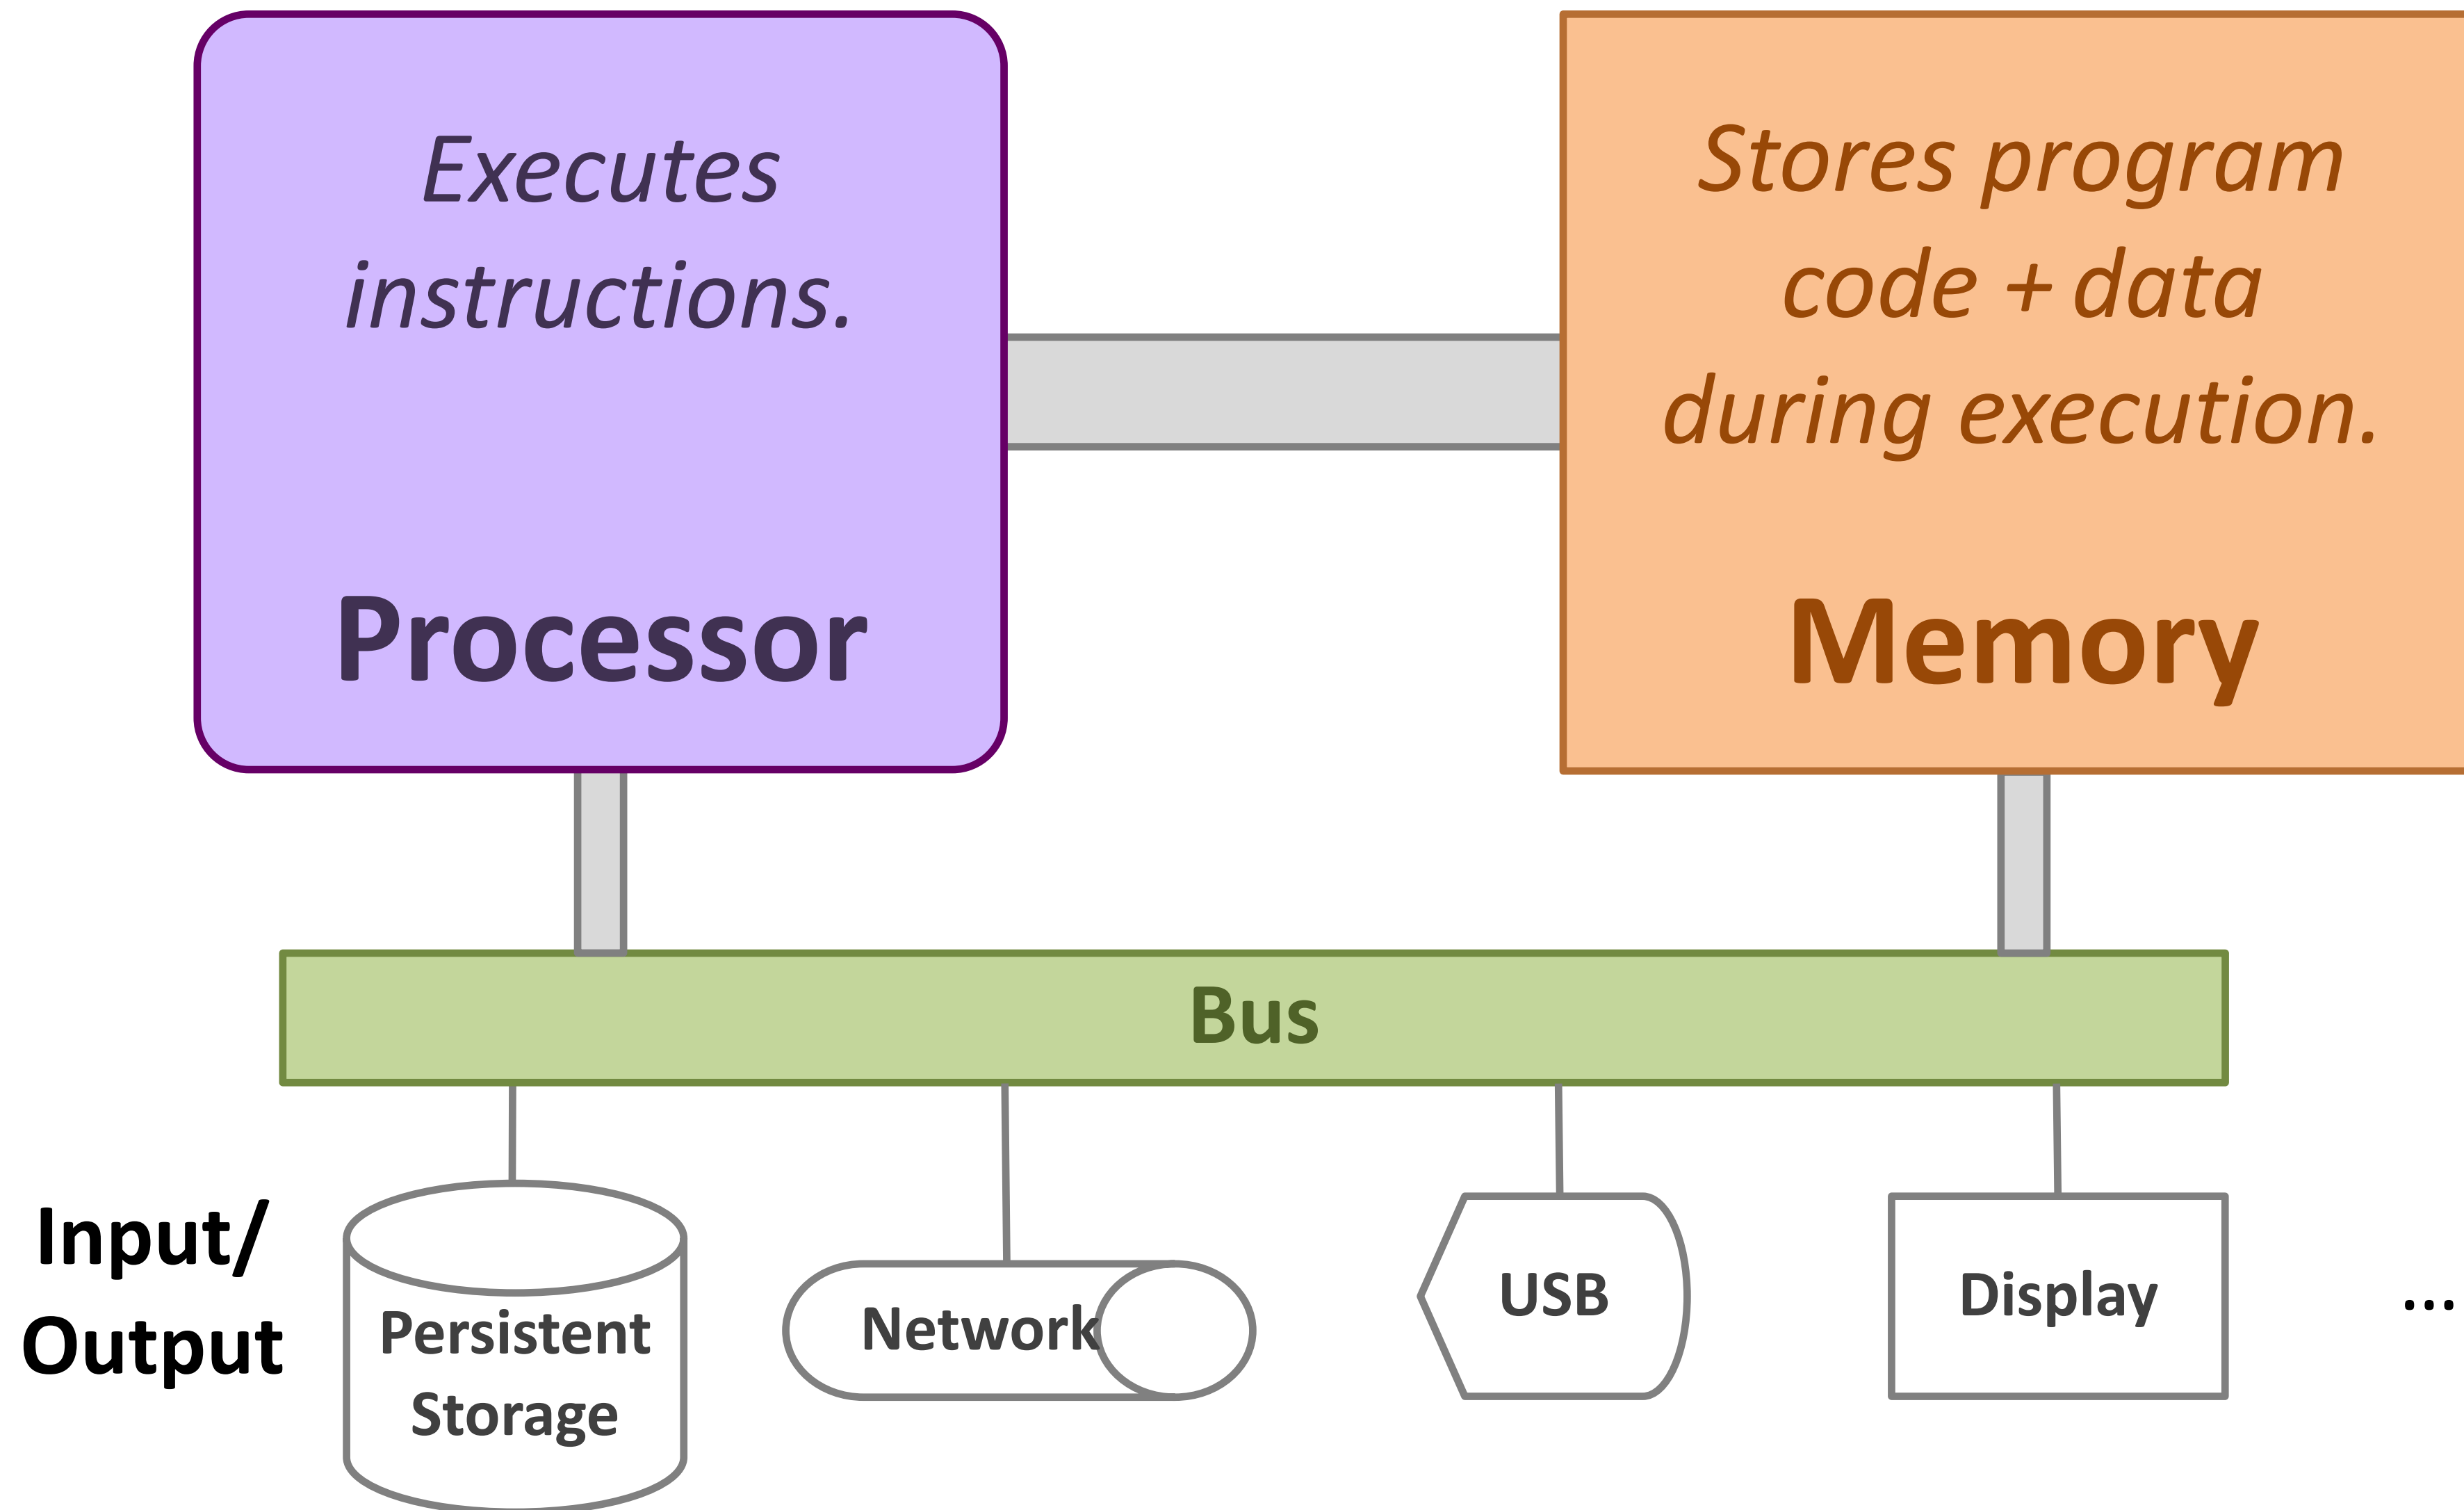 Executes
instructions.
Processor
Stores program
code + data
during execution.
Memory
Bus
Input/
Output
Persistent
Storage
Network
USB
Display
...